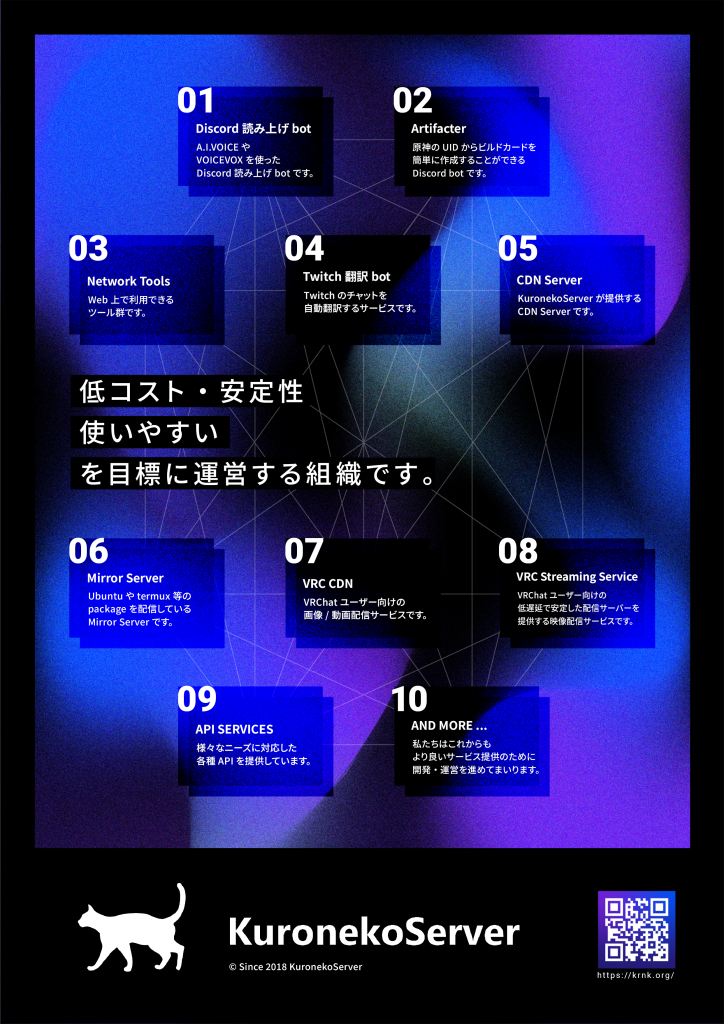 01
Discord 読み上げ bot
A.I.VOICE や
VOICEVOX を使った
Discord 読み上げ bot です。
02
Artifacter
原神の UID からビルドカードを
簡単に作成することができる
Discord bot です。
03
Network Tools
Web 上で利用できる
ツール群です。
04
Twitch 翻訳 bot
Twitch のチャットを
自動翻訳するサービスです。
05
CDN Server
KuronekoServer が提供する
CDN Server です。
低コスト・安定性
使いやすい
を目標に運営する組織です。
06
Mirror Server
Ubuntu や termux 等の
package を配信している
Mirror Server です。
07
VRC CDN
VRChat ユーザー向けの
画像 / 動画配信サービスです。
08
VRC Streaming Service
VRChat ユーザー向けの
低遅延で安定した配信サーバーを
提供する映像配信サービスです。
09
API SERVICES
様々なニーズに対応した
各種 API を提供しています。
10
AND MORE ...
私たちはこれからも
より良いサービス提供のために
開発・運営を進めてまいります。
KuronekoServer
© Since 2018 KuronekoServer
https://krnk.org/